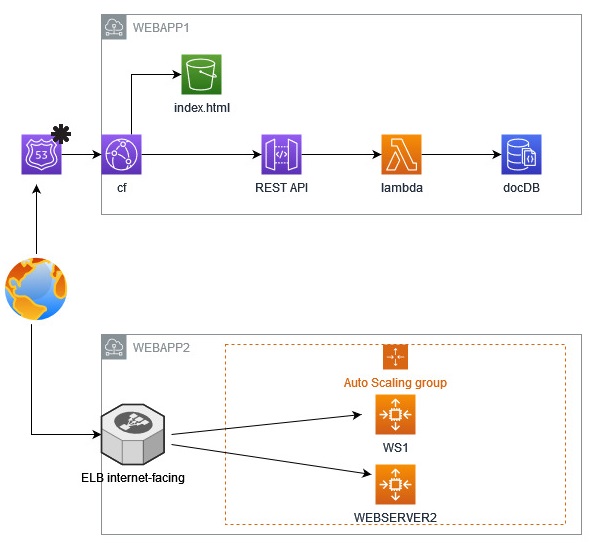 WEBAPP1
index.html
53
cf
REST API
lambda
docDB
WEBAPP2
Auto Scaling group
WS1
ELB internet-facing
WEBSERVER2